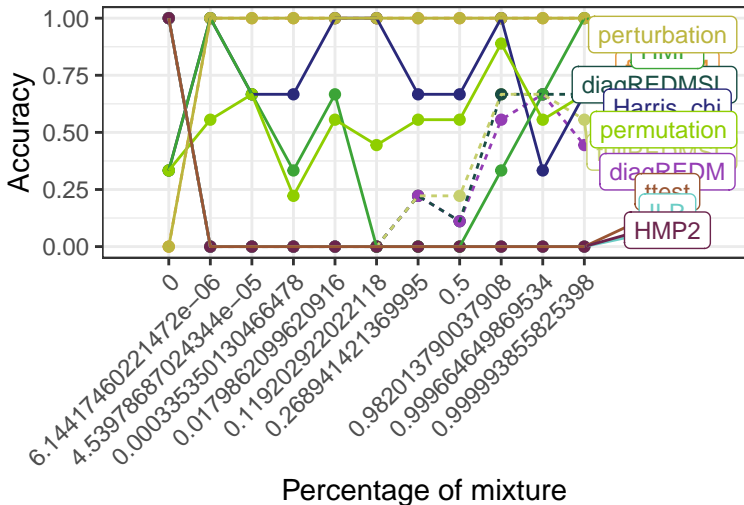 1.00
0.75
0.50
0.25
0.00
Accuracy
perturbation
HMP
diagREDMSL
Harris_chi
permutation
diagREDM
ttest
ILR
HMP2
0
6.14417460221472e−06
4.53978687024344e−05
0.000335350130466478
0.0179862099620916
0.119202922022118
0.268941421369995
0.5
0.982013790037908
0.999664649869534
0.999993855825398
Percentage of mixture